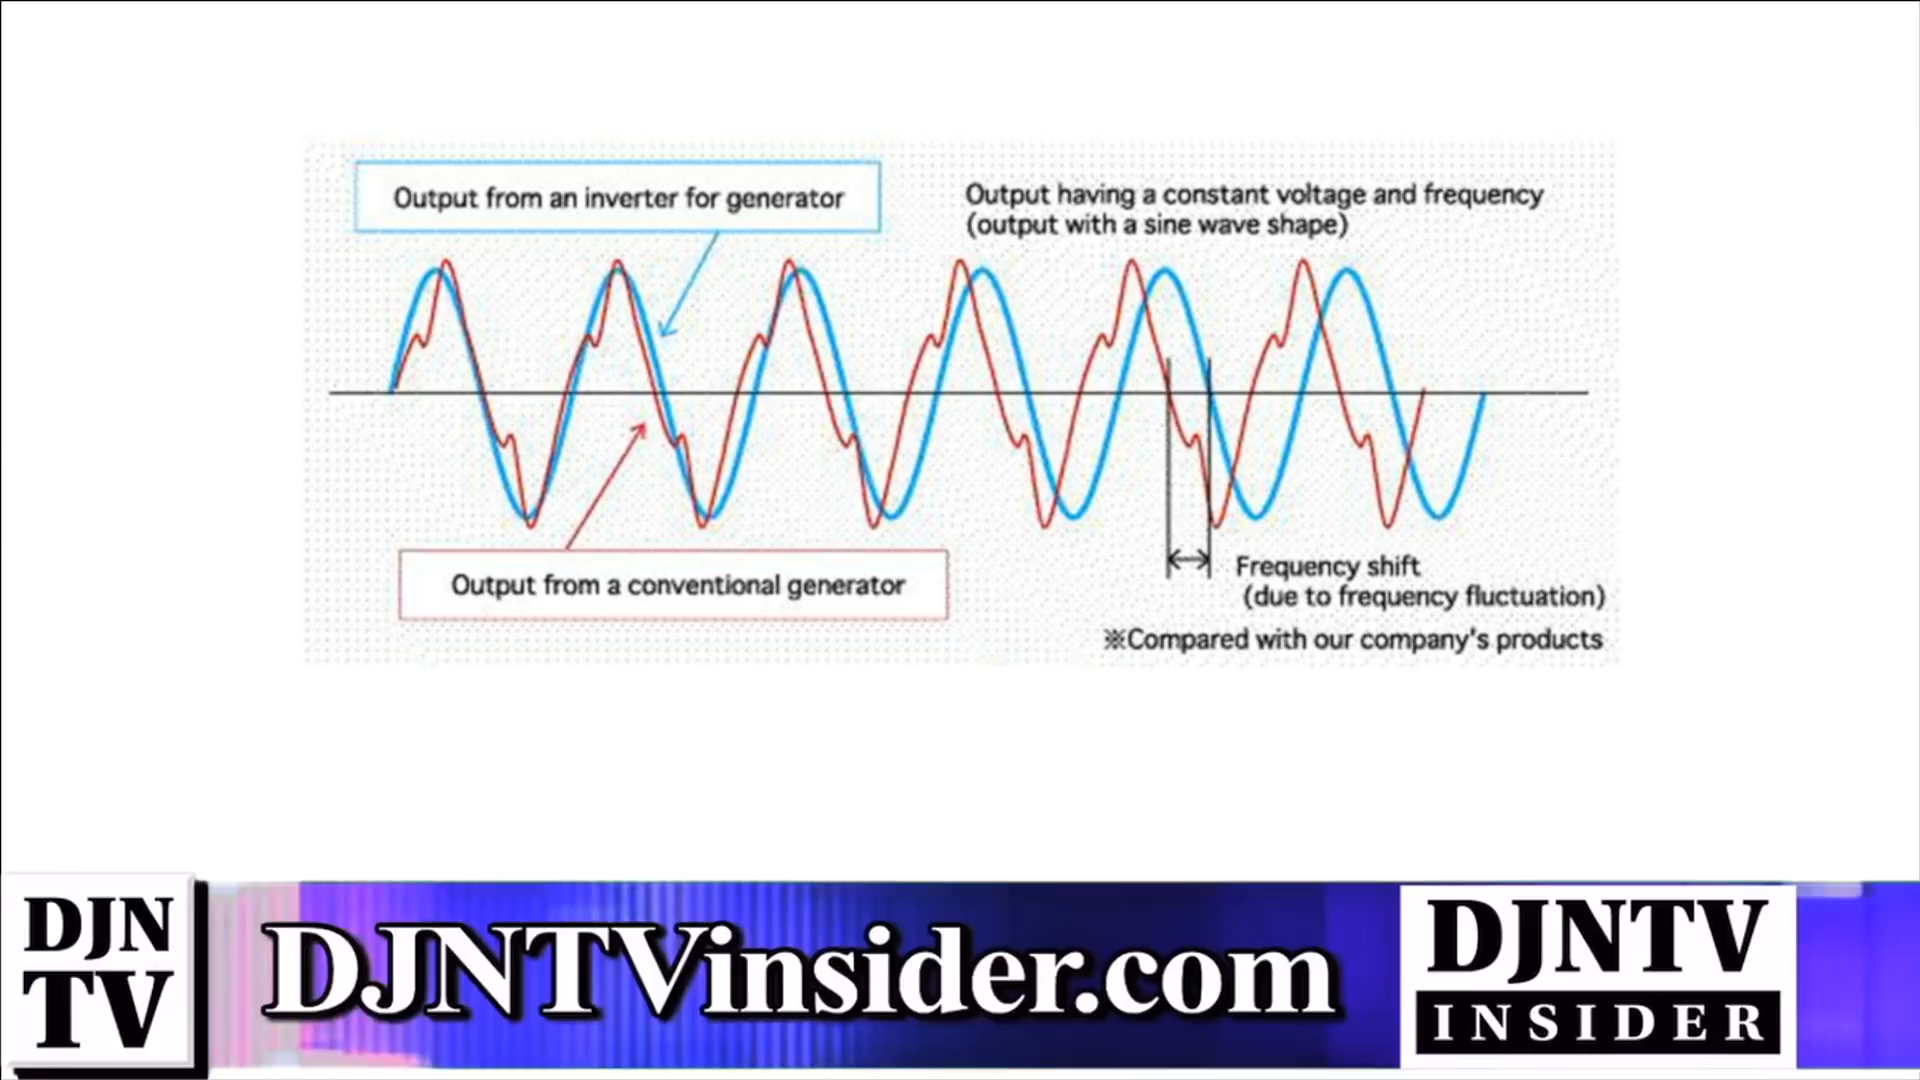 Output from an inverter for generator
Output having a constant voltage and frequency
(output with a sine wave shape)
Output from a conventional generator
Frequency shift
(due to frequency fluctuation)
※Compared with our company's products
DJN
TV
DJNTVinsider.com
DJNTV
INSIDER